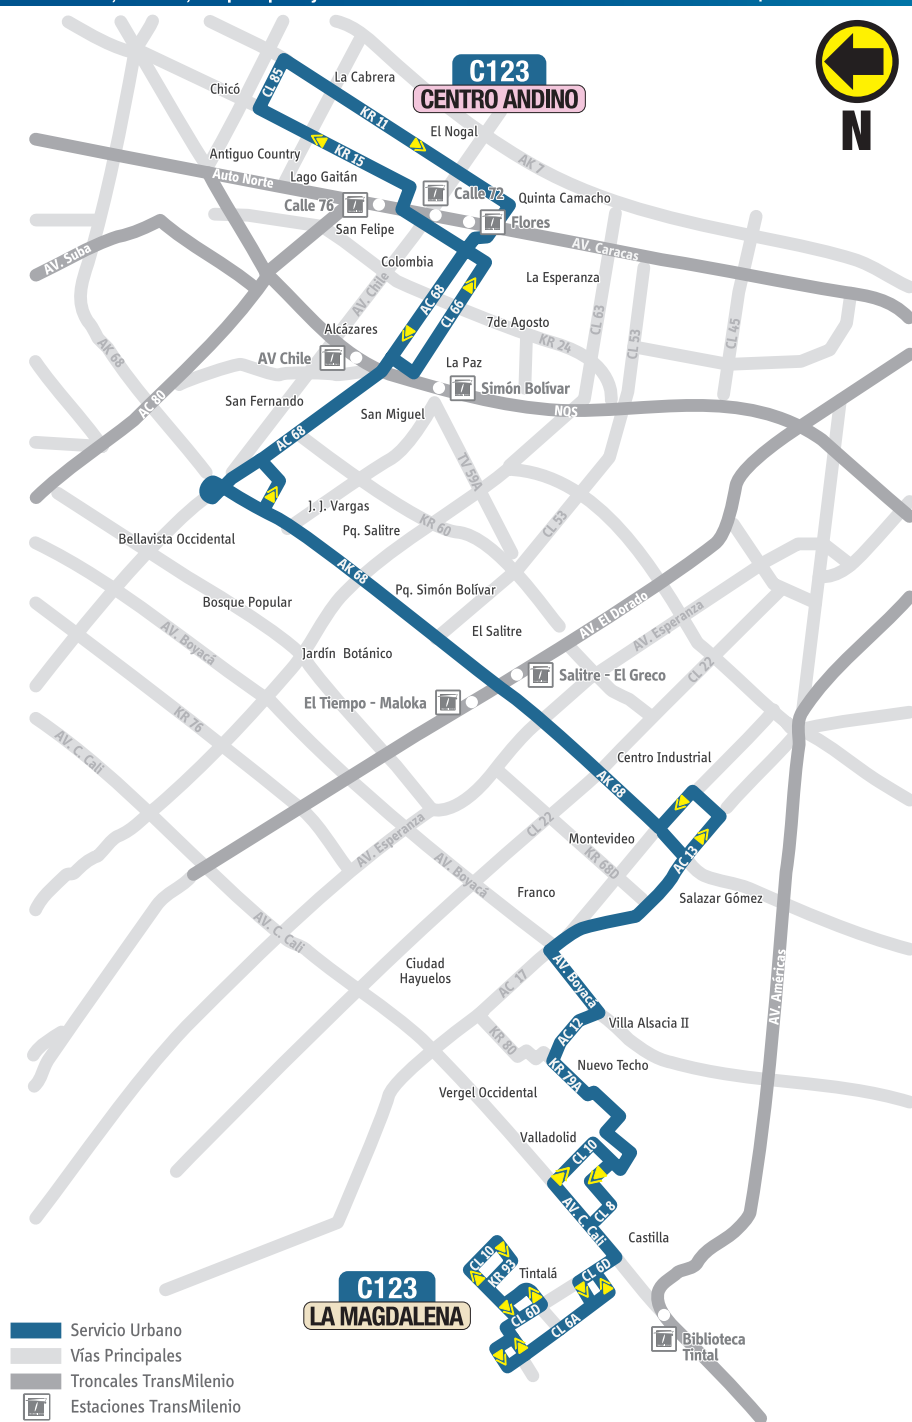 C123
CENTRO ANDINO
N
La Cabrera
Chicó
CL 85
KR 11
El Nogal
KR 15
AK 7
Antiguo Country
Lago Gaitán
Auto Norte
Calle 76
Calle 72
Quinta Camacho
Flores
San Felipe
AV. Caracas
AV. Suba
Colombia
La Esperanza
AV. Chile
AC 68
CL 66
CL 63
CL 53
CL 45
7de Agosto
KR 24
Alcázares
AV Chile
AK 68
La Paz
Simón Bolívar
AC 80
San Fernando
San Miguel
NQS
AC 68
TV 59A
J. J. Vargas
KR 60
CL 53
Pq. Salitre
Bellavista Occidental
AK 68
Pq. Simón Bolívar
Bosque Popular
AV. El Dorado
AV. Esperanza
El Salitre
AV. Boyacá
Jardín Botánico
Salitre - El Greco
CL 22
El Tiempo - Maloka
KR 76
AV. C. Cali
Centro Industrial
AK 68
CL 22
Montevideo
AV. Esperanza
KR 68D
AC 13
AV. Boyacá
Franco
Salazar Gómez
AV. C. Cali
Ciudad
Hayuelos
AC 17
AV. Boyacá
AV. Américas
Villa Alsacia II
AC 12
KR 80
Nuevo Techo
KR 79A
Vergel Occidental
Valladolid
CL 10
CL 8
AV. C. Cali
Castilla
CL 10
KR 93
Tintalá
CL 6D
CL 6D
CL 6A
C123
LA MAGDALENA
Biblioteca
Tintal
Servicio Urbano
Vías Principales
Troncales TransMilenio
Estaciones TransMilenio